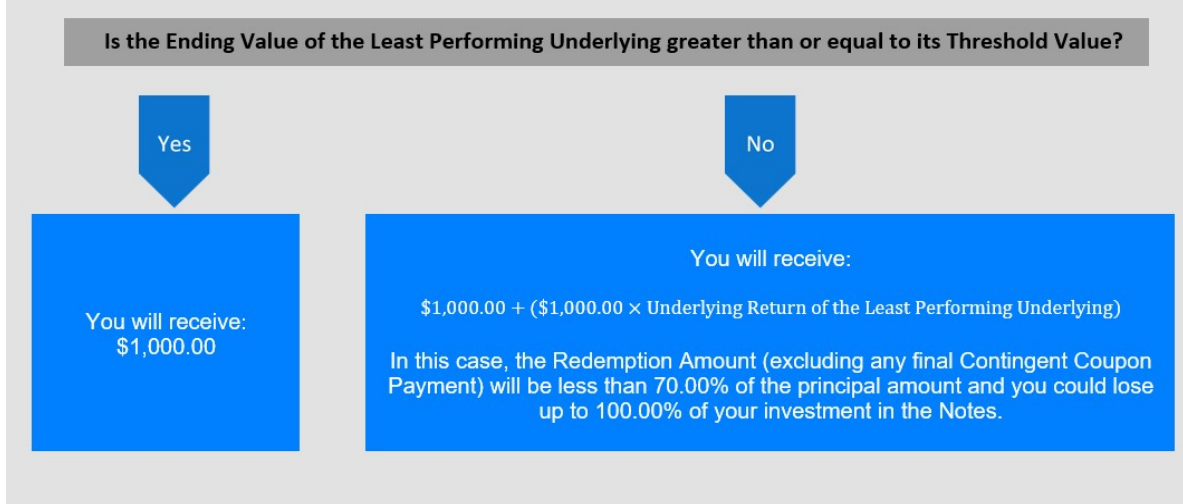 Is the Ending Value of the Least Performing Underlying greater than or equal to its Threshold Value?
Yes
No
You will receive:
$1,000.00
You will receive:
$1,000.00 + ($1,000.00 × Underlying Return of the Least Performing Underlying)
In this case, the Redemption Amount (excluding any final Contingent Coupon
Payment) will be less than 70.00% of the principal amount and you could lose
up to 100.00% of your investment in the Notes.